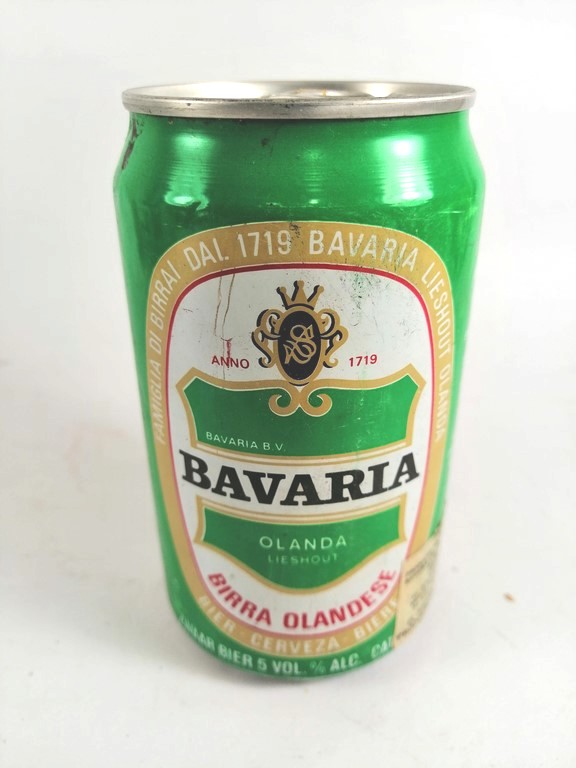 FAMIGLIA DI BIRRAI DAL 1719 BAVARIA LIESHOUT OLANDA
ANNO 1719
BAVARIA B.V.
BAVARIA
OLANDA
LIESHOUT
BIRRA OLANDESE
BIER - CERVEZA - BIERE
BIER 5 VOL. % ALC.